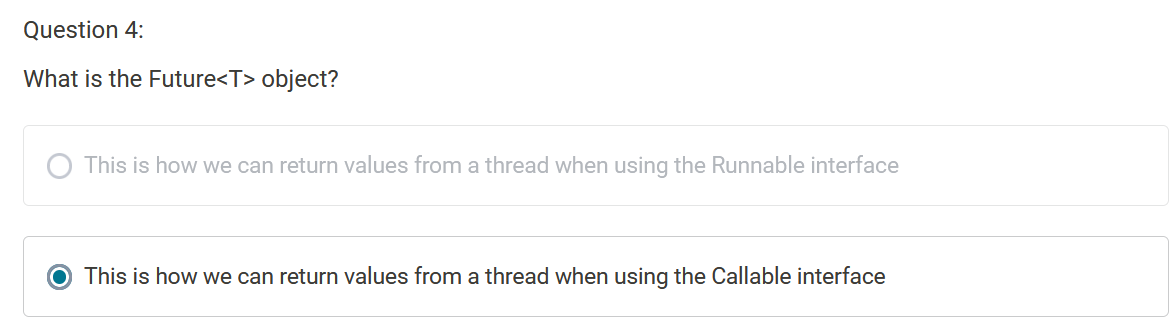 Question 4:
What is the Future<T> object?
This is how we can return values from a thread when using the Runnable interface
This is how we can return values from a thread when using the Callable interface